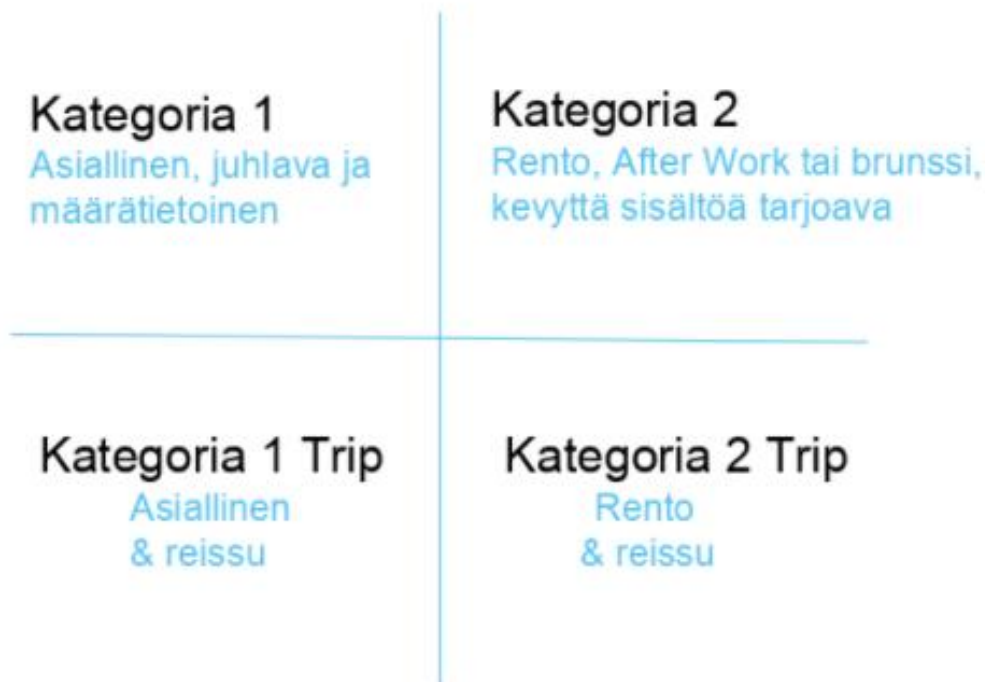 Kategoria 1
Asiallinen, juhlava ja
määrätietoinen
Kategoria 2
Rento, After Work tai brunssi,
kevyttä sisältöä tarjoava
Kategoria 1 Trip
Asiallinen
& reissu
Kategoria 2 Trip
Rento
& reissu